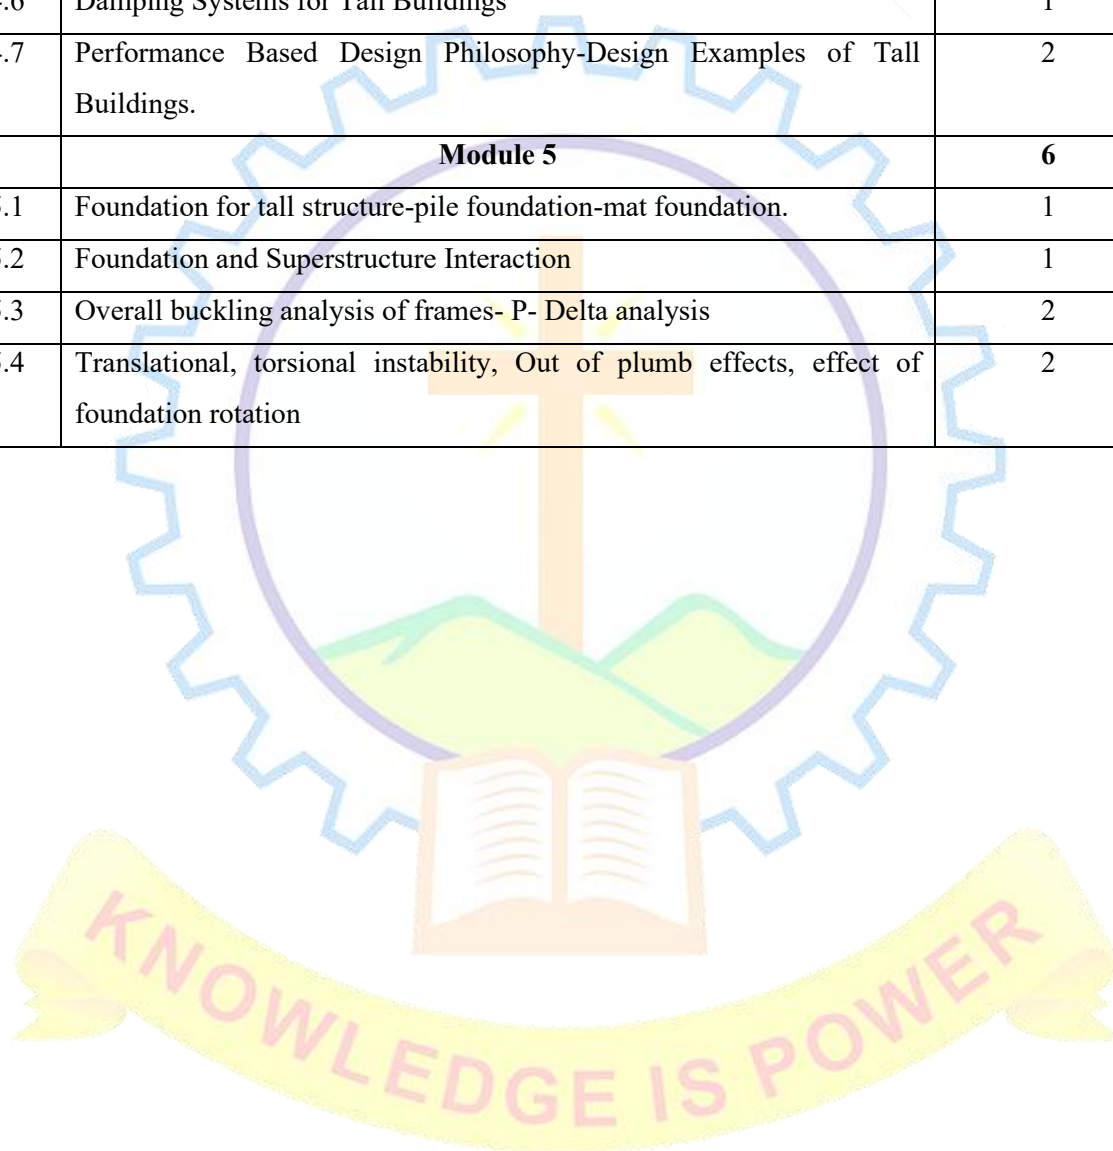 .6 Damping Systems for Tall Buildings 1
.7 Performance Based Design Philosophy-Design Examples of Tall 2
Buildings.
Module 5 6
.1 Foundation for tall structure-pile foundation-mat foundation. 1
.2 Foundation and Superstructure Interaction 1
.3 Overall buckling analysis of frames- P- Delta analysis 2
.4 Translational, torsional instability, Out of plumb effects, effect of 2
foundation rotation
KNOWLEDGE IS POWER